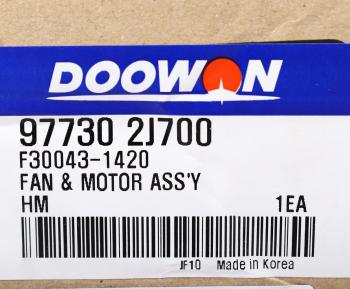 DOOWON
97730 2J700
F30043-1420
FAN & MOTOR ASS'Y
HM 1EA
JF10 Made in Korea